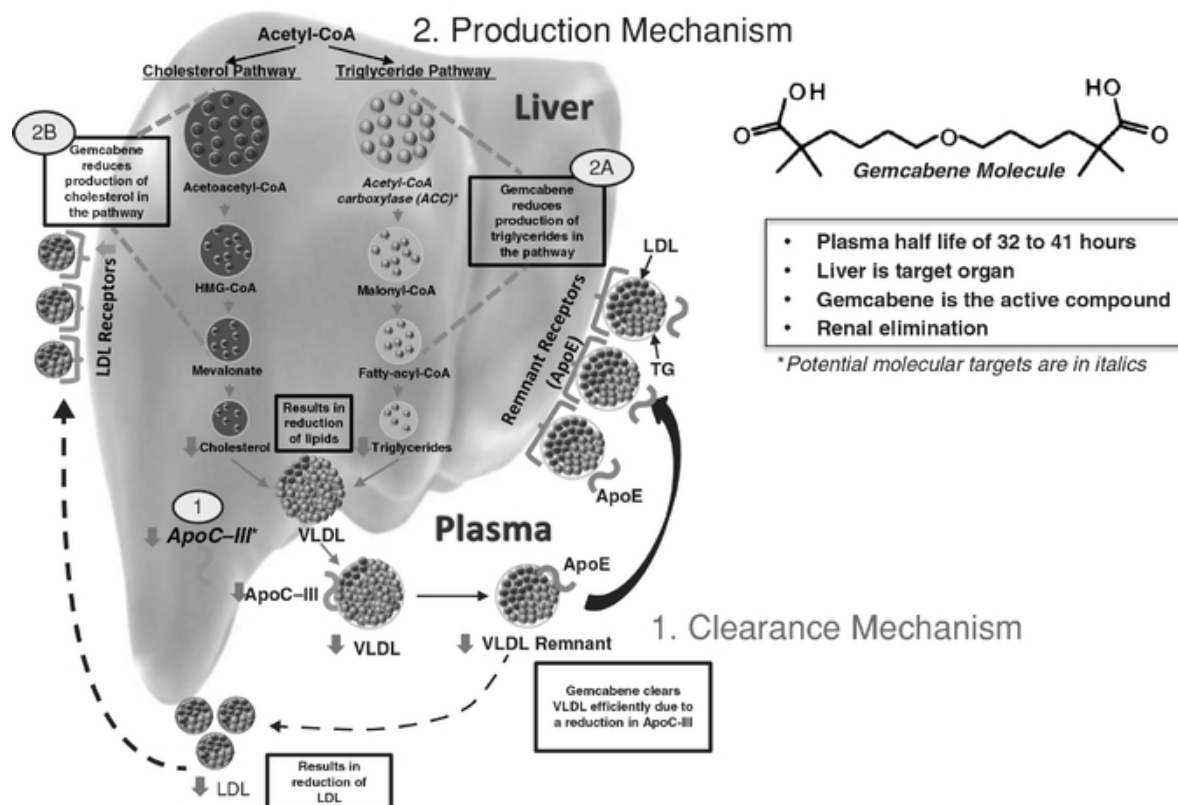 2. Production Mechanism
Acetyl-CoA
Cholesterol Pathway
Triglyceride Pathway
Liver
2B
Gemcabene
reduces
production of
cholesterol in
the pathway
Acetoacetyl-CoA
HMG-CoA
Mevalonate
Cholesterol
Acetyl-CoA
carboxylase (ACC)*
Malonyl-CoA
Fatty-acyl-CoA
Triglycerides
2A
Gemcabene
reduces
production of
triglycerides in
the pathway
Results in
reduction
of lipids
LDL Receptors
Remnant Receptors
(ApoE)
LDL
TG
ApoE
1
ApoC–III*
VLDL
Plasma
ApoC–III
VLDL
ApoE
VLDL Remnant
1. Clearance Mechanism
Gemcabene clears
VLDL efficiently due to
a reduction in ApoC-III
LDL
Results in
reduction of
LDL
O
OH
O
HO
O
Gemcabene Molecule
• Plasma half life of 32 to 41 hours
• Liver is target organ
• Gemcabene is the active compound
• Renal elimination
*Potential molecular targets are in italics